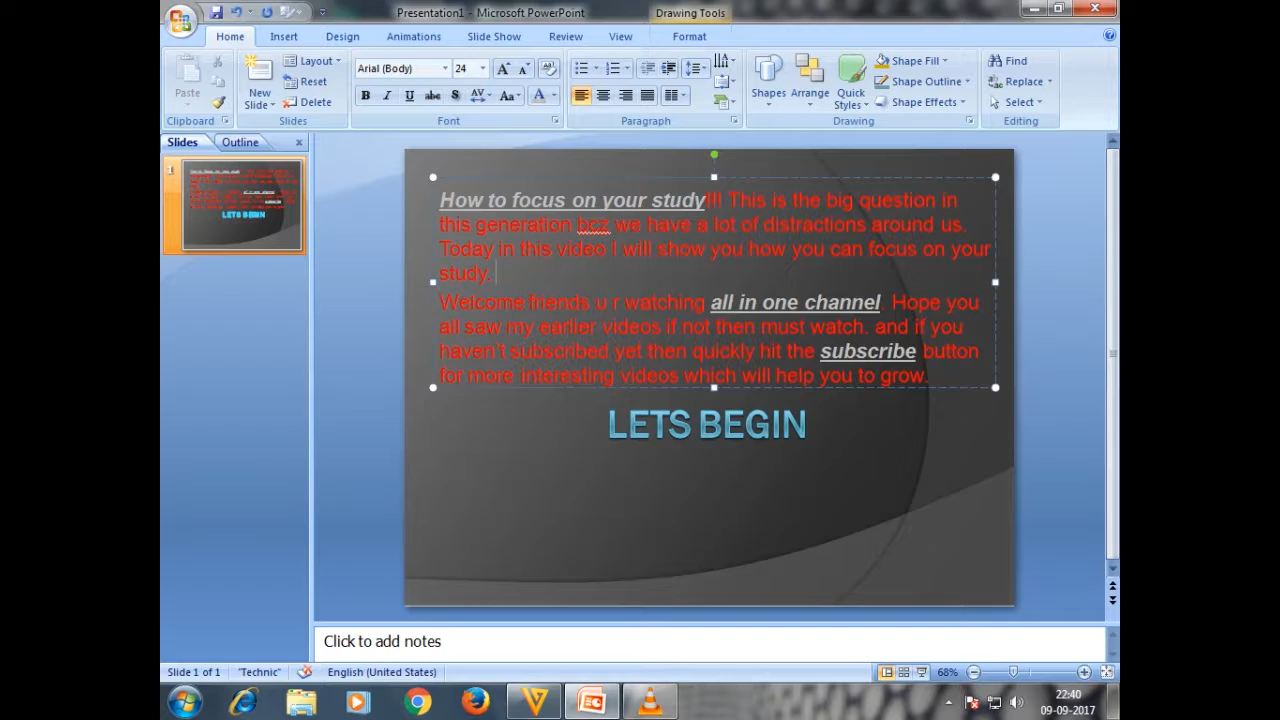 Presentation1 - Microsoft PowerPoint
Drawing Tools
Home Insert Design Animations Slide Show Review View Format
Paste
Clipboard
New Slide
Layout
Reset
Delete
Slides
Arial (Body) 24
B I U abc S AV Aa A
Font
Paragraph
Shapes
Arrange
Quick Styles
Shape Fill
Shape Outline
Shape Effects
Drawing
Find
Replace
Select
Editing
Slides Outline
1
How to focus on your study!!! This is the big question in
this generation bcz we have a lot of distractions around us.
Today in this video I will show you how you can focus on your
study.
Welcome friends u r watching all in one channel. Hope you
all saw my earlier videos if not then must watch. and if you
haven't subscribed yet then quickly hit the subscribe button
for more interesting videos which will help you to grow.
LETS BEGIN
Click to add notes
Slide 1 of 1 "Technic" English (United States) 68%
22:40
09-09-2017